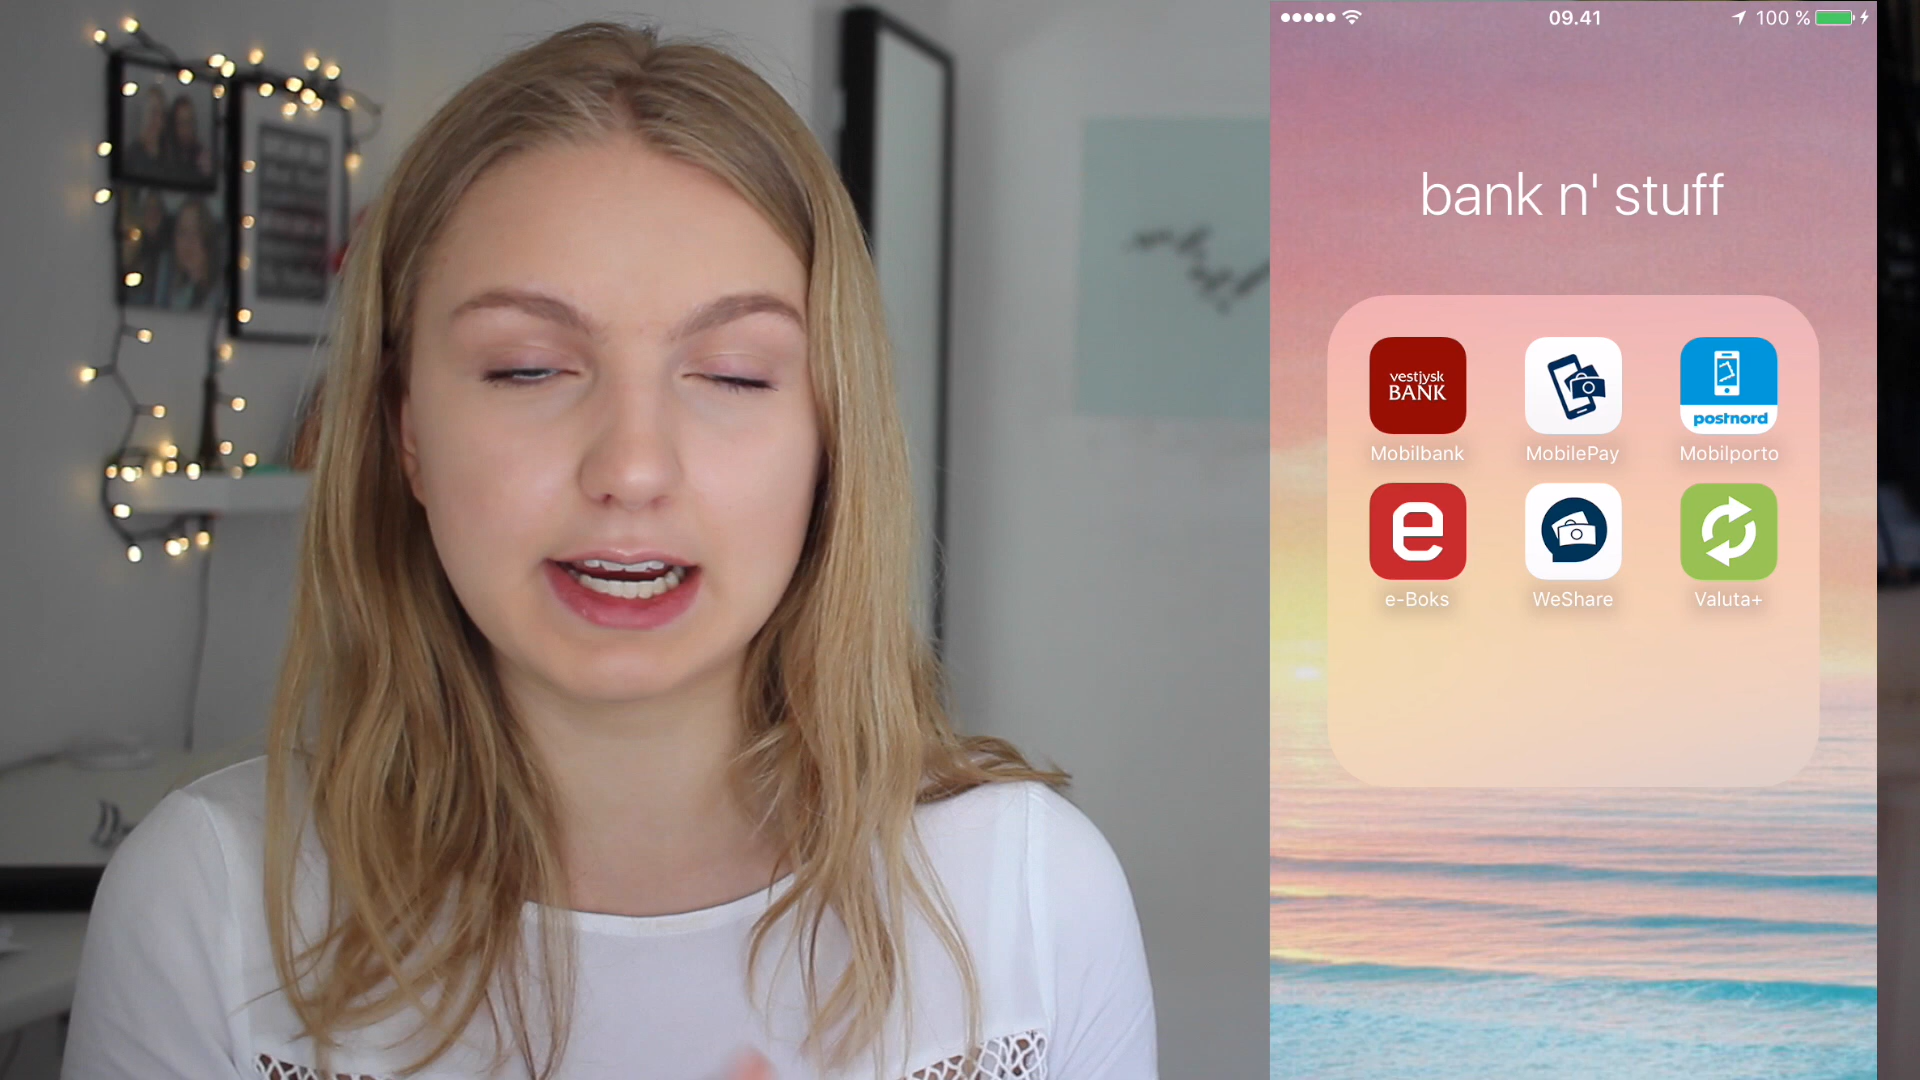 09.41
100 %
bank n' stuff
vestjysk
BANK
postnord
Mobilbank
MobilePay
Mobilporto
e
e-Boks
WeShare
Valuta+